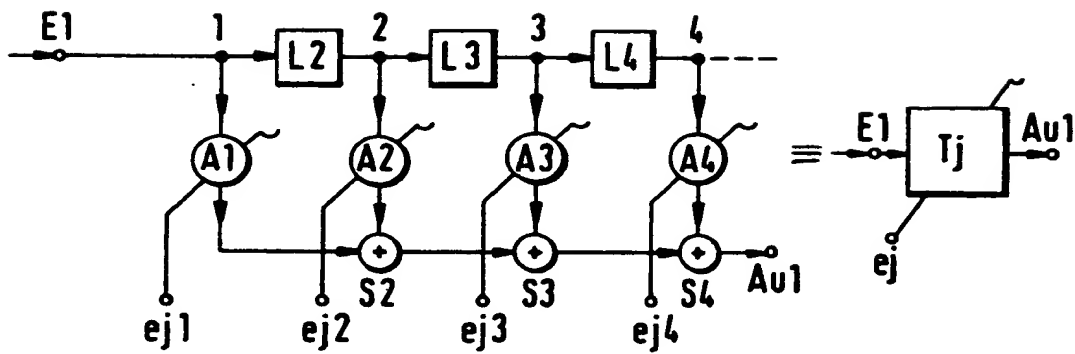 E1 1 2 3 4
L2 L3 L4
A1 A2 A3 A4 ≡ E1 Tj Au1
+ + +
S2 S3 S4 Au1 ej
ej1 ej2 ej3 ej4